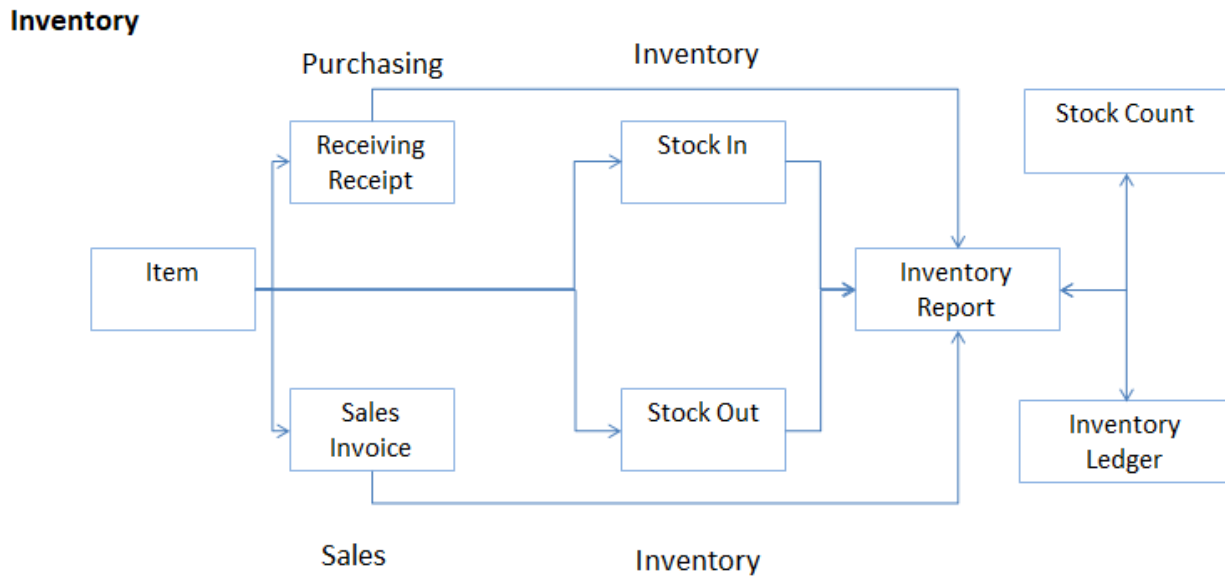 Inventory
Purchasing
Inventory
Receiving
Receipt
Stock In
Stock Count
Item
Inventory
Report
Sales
Invoice
Stock Out
Inventory
Ledger
Sales
Inventory